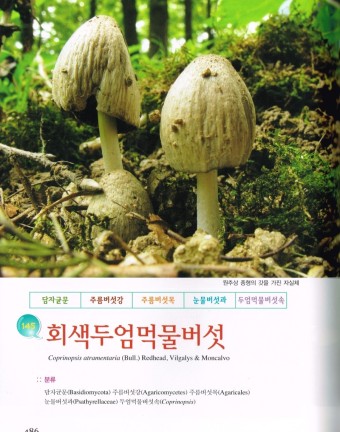 원추상 종형의 갓을 가진 자실체
담자균문 주름버섯강 주름버섯목 눈물버섯과 두엄먹물버섯속
145
회색두엄먹물버섯
Coprinopsis atramentaria (Bull.) Redhead, Vilgalys & Moncalvo
:: 분류
담자균문(Basidiomycota) 주름버섯강(Agaricomycetes) 주름버섯목(Agaricales)
눈물버섯과(Psathyrellaceae) 두엄먹물버섯속(Coprinopsis)
486